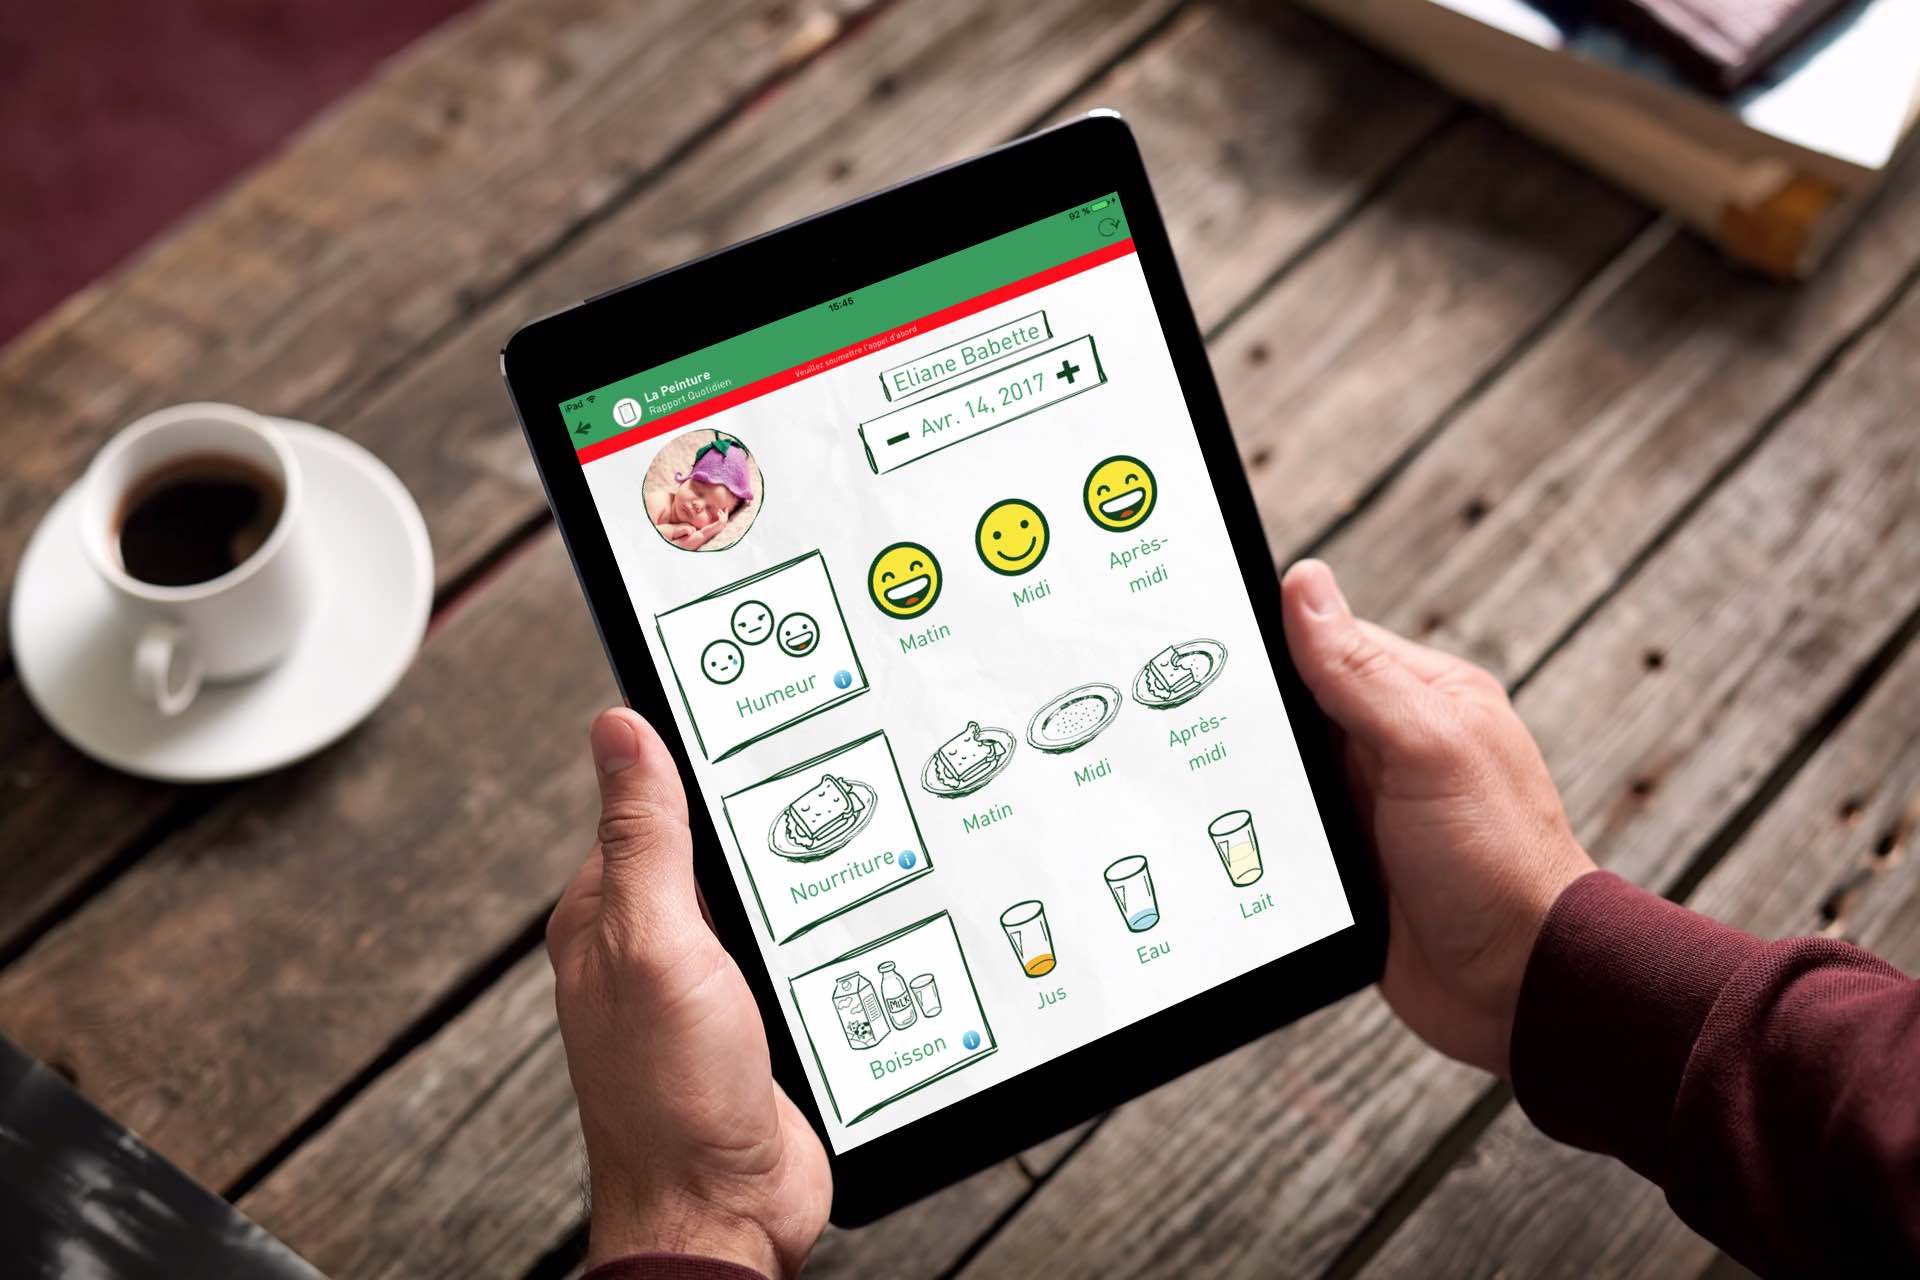 iPad
15:45
92 %
La Peinture
Rapport Quotidien
Veuillez soumettre l'appel d'abord
Eliane Babette
− Avr. 14, 2017 +
Humeur i
Matin
Midi
Après-
midi
Nourriture i
Matin
Midi
Après-
midi
MILK
Boisson i
Jus
Eau
Lait